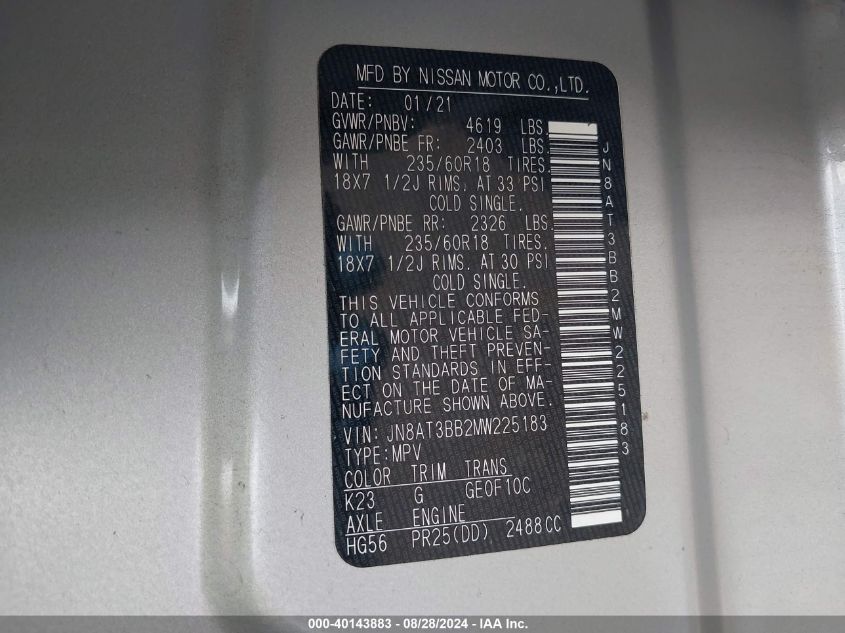 MFD BY NISSAN MOTOR CO.,LTD.
DATE: 01/21
GVWR/PNBV: 4619 LBS.
GAWR/PNBE FR: 2403 LBS.
WITH 235/60R18 TIRES.
18X7 1/2J RIMS. AT 33 PSI
COLD SINGLE.
GAWR/PNBE RR: 2326 LBS.
WITH 235/60R18 TIRES.
18X7 1/2J RIMS. AT 30 PSI
COLD SINGLE.
THIS VEHICLE CONFORMS
TO ALL APPLICABLE FED-
ERAL MOTOR VEHICLE SA-
FETY AND THEFT PREVEN-
TION STANDARDS IN EFF-
ECT ON THE DATE OF MA-
NUFACTURE SHOWN ABOVE.
VIN: JN8AT3BB2MW225183
TYPE:MPV
COLOR TRIM TRANS
K23 G GE0F10C
AXLE ENGINE
HG56 PR25(DD) 2488CC
JN8AT3BB2MW225183
000-40143883 - 08/28/2024 - IAA Inc.